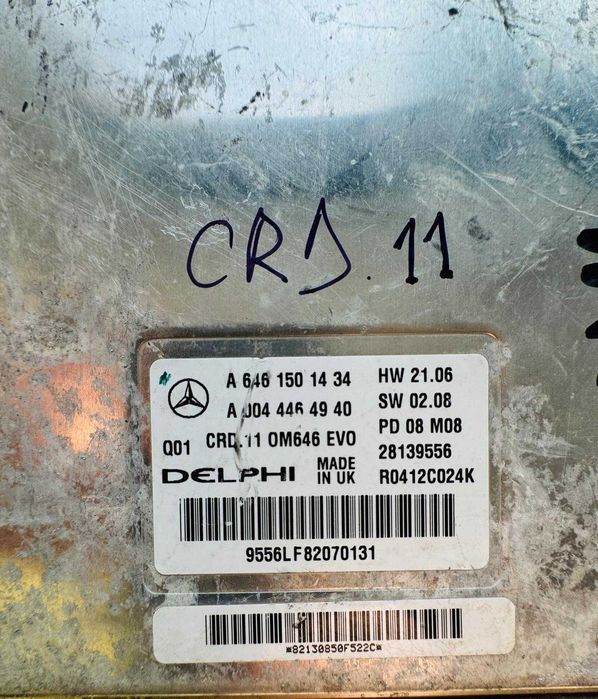 CRD.11
A 646 150 14 34 HW 21.06
A 004 446 49 40 SW 02.08
Q01 CRD.11 OM646 EVO PD 08 M08
28139556
DELPHI MADE IN UK R0412C024K
9556LF82070131
*82130850F522C*